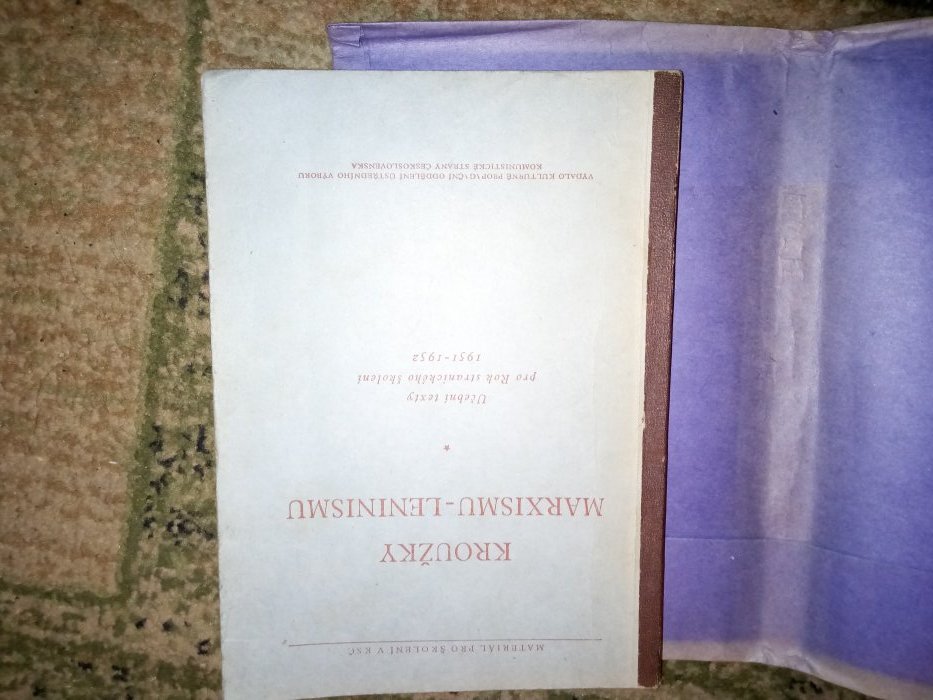 MATERIÁL PRO ŠKOLENÍ V KSČ
KROUŽKY
MARXISMU-LENINISMU
Učební texty
pro Rok stranického školení
1951-1952
VYDALO KULTURNĚ PROPAGAČNÍ ODDĚLENÍ ÚSTŘEDNÍHO VÝBORU
KOMUNISTICKÉ STRANY ČESKOSLOVENSKA